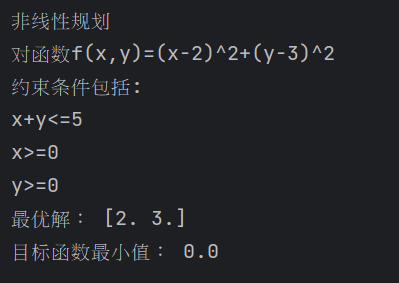 非线性规划
对函数f(x,y)=(x-2)^2+(y-3)^2
约束条件包括:
x+y<=5
x>=0
y>=0
最优解： [2. 3.]
目标函数最小值： 0.0